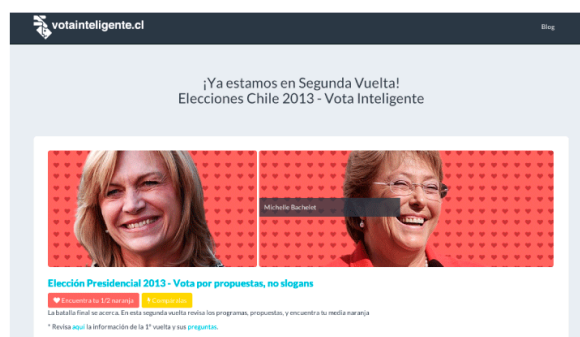 votainteligente.cl
Blog
¡Ya estamos en Segunda Vuelta!
Elecciones Chile 2013 - Vota Inteligente
Michelle Bachelet
Elección Presidencial 2013 - Vota por propuestas, no slogans
Encuentra tu 1/2 naranja
Compáralas
La batalla final se acerca. En esta segunda vuelta revisa los programas, propuestas, y encuentra tu media naranja
* Revisa aquí la información de la 1° vuelta y sus preguntas.